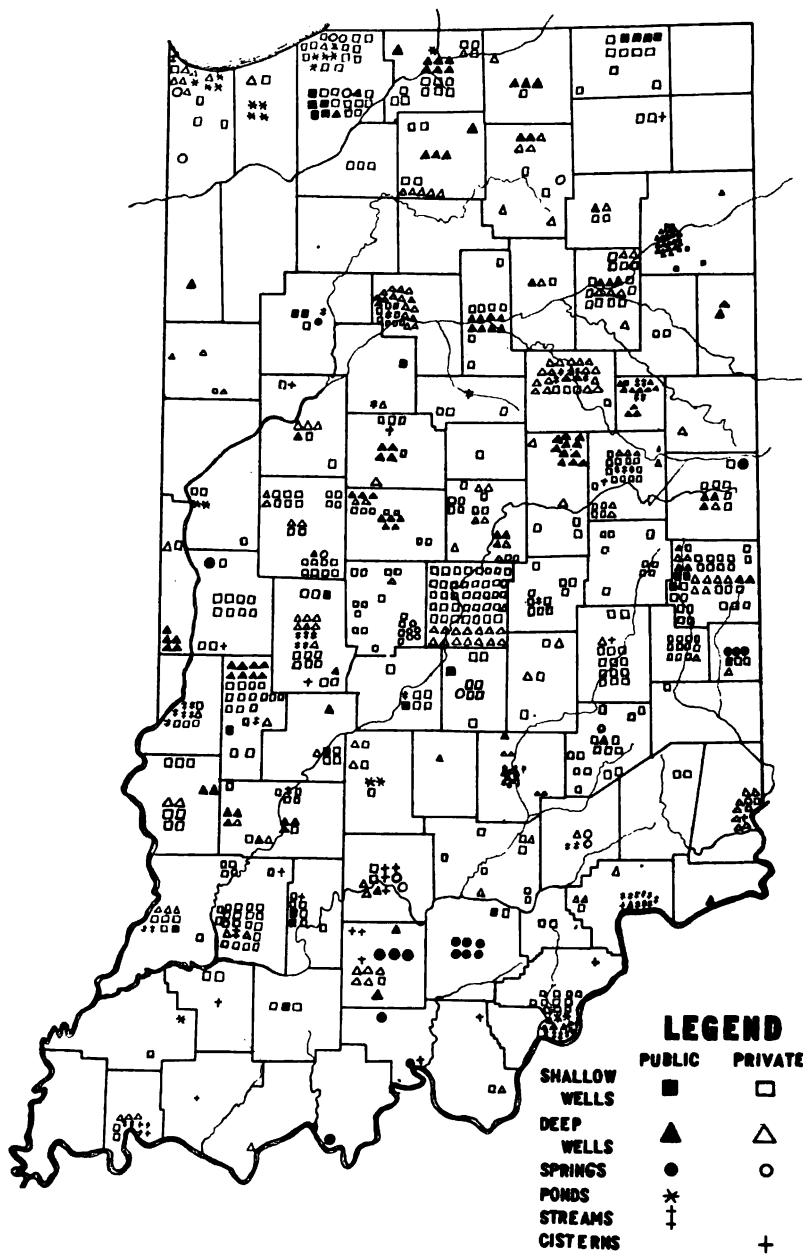 LEGEND
PUBLIC PRIVATE
SHALLOW
WELLS
DEEP
WELLS
SPRINGS
PONDS
STREAMS
CISTERNS